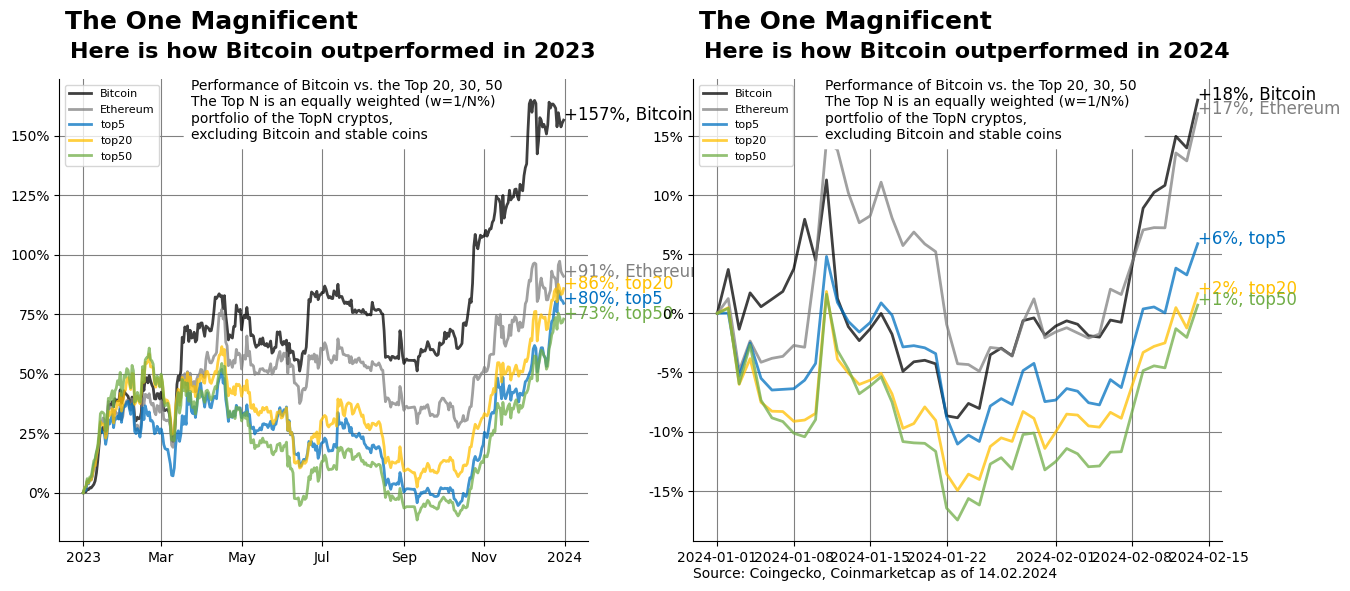 The One Magnificent
Here is how Bitcoin outperformed in 2023
Performance of Bitcoin vs. the Top 20, 30, 50
The Top N is an equally weighted (w=1/N%)
portfolio of the TopN cryptos,
excluding Bitcoin and stable coins
Bitcoin
Ethereum
top5
top20
top50
150%
125%
100%
75%
50%
25%
0%
+157%, Bitcoin
+91%, Ethereum
+86%, top20
+80%, top5
+73%, top50
2023
Mar
May
Jul
Sep
Nov
2024
The One Magnificent
Here is how Bitcoin outperformed in 2024
Performance of Bitcoin vs. the Top 20, 30, 50
The Top N is an equally weighted (w=1/N%)
portfolio of the TopN cryptos,
excluding Bitcoin and stable coins
Bitcoin
Ethereum
top5
top20
top50
15%
10%
5%
0%
-5%
-10%
-15%
+18%, Bitcoin
+17%, Ethereum
+6%, top5
+2%, top20
+1%, top50
2024-01-01
2024-01-08
2024-01-15
2024-01-22
2024-02-01
2024-02-08
2024-02-15
Source: Coingecko, Coinmarketcap as of 14.02.2024